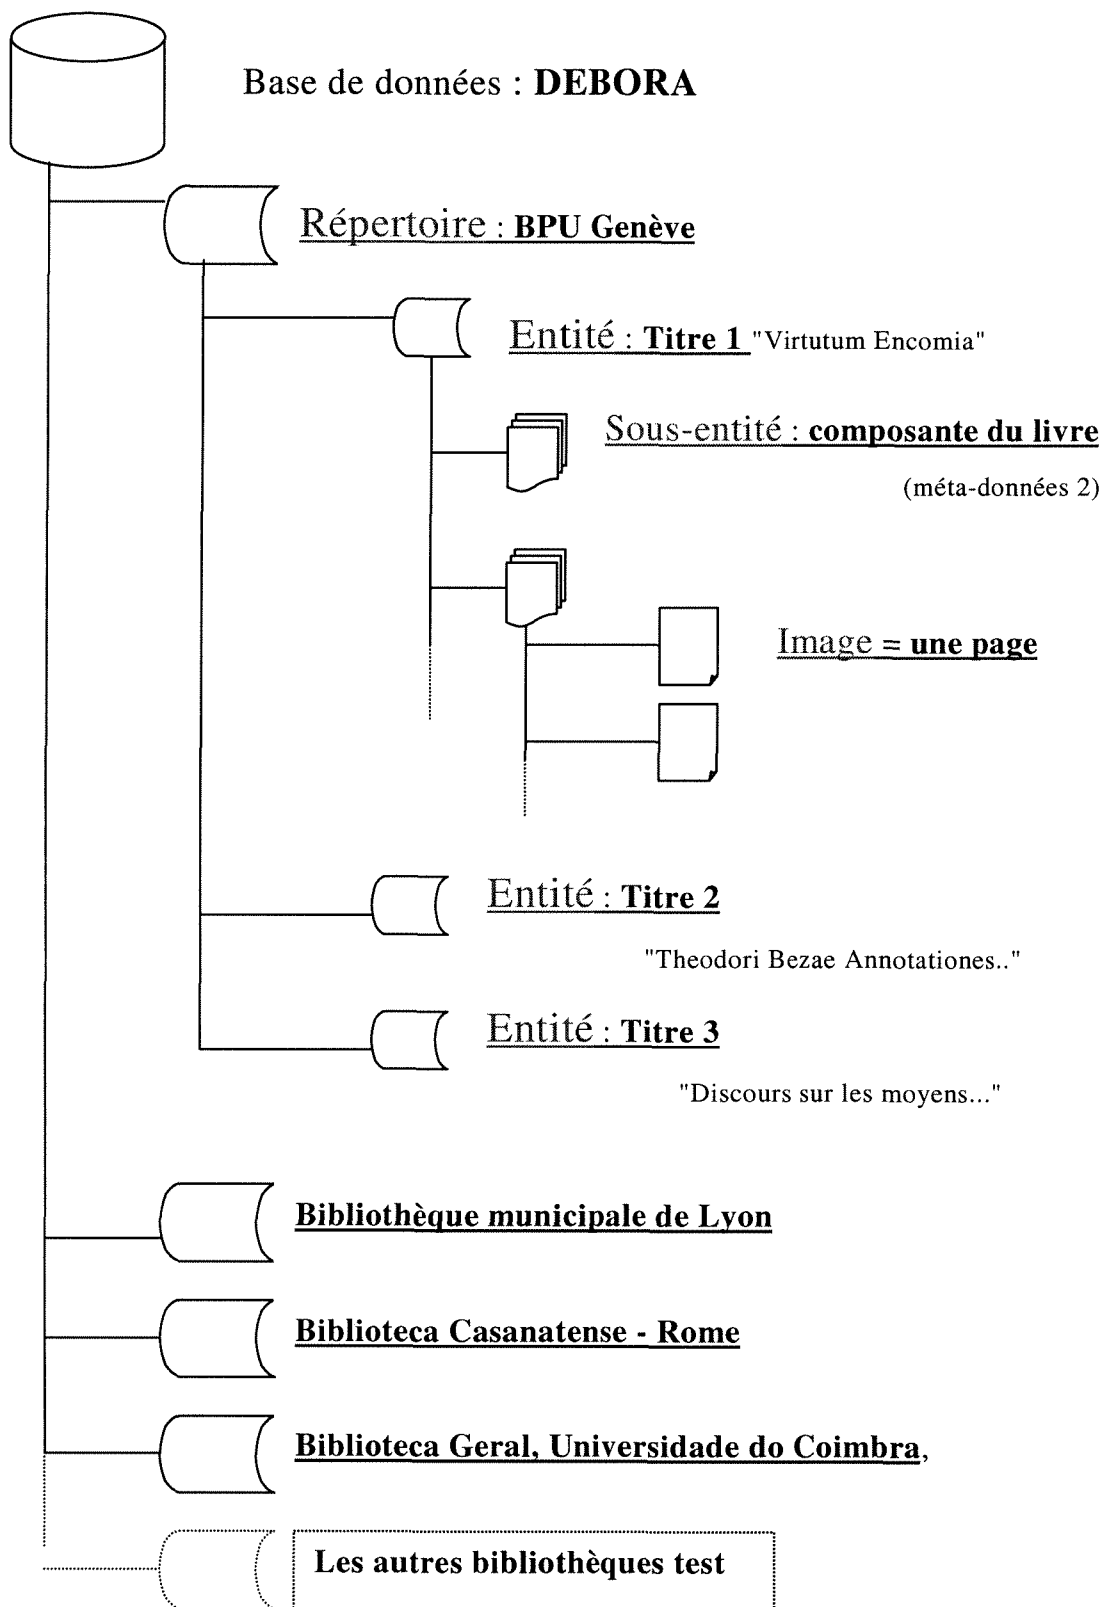 Base de données : DEBORA
Répertoire : BPU Genève
Entité : Titre 1 "Virtutum Encomia"
Sous-entité : composante du livre
(méta-données 2)
Image = une page
Entité : Titre 2
"Theodori Bezae Annotationes.."
Entité : Titre 3
"Discours sur les moyens..."
Bibliothèque municipale de Lyon
Biblioteca Casanatense - Rome
Biblioteca Geral, Universidade do Coimbra,
Les autres bibliothèques test